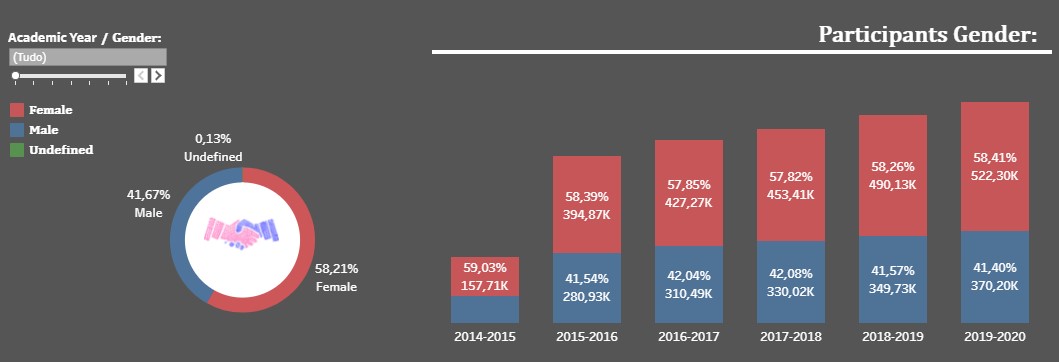 Participants Gender:
Academic Year / Gender:
(Tudo)
Female
Male
Undefined
0,13%
Undefined
41,67%
Male
58,21%
Female
59,03%
157,71K
2014-2015
58,39%
394,87K
41,54%
280,93K
2015-2016
57,85%
427,27K
42,04%
310,49K
2016-2017
57,82%
453,41K
42,08%
330,02K
2017-2018
58,26%
490,13K
41,57%
349,73K
2018-2019
58,41%
522,30K
41,40%
370,20K
2019-2020